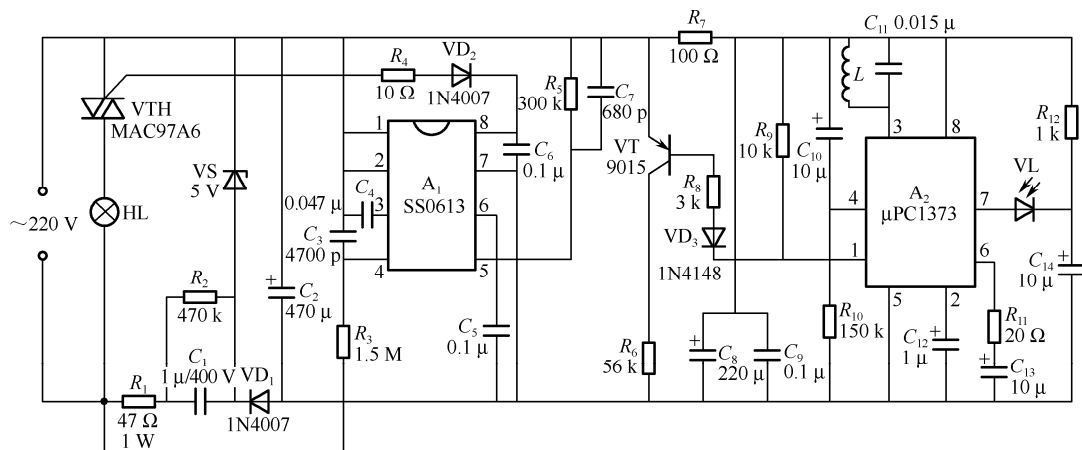 C₁₁ 0.015 μ
R₇
100 Ω
R₄
10 Ω
VD₂
1N4007
VTH
MAC97A6
R₅
300 k
C₇
680 p
L
R₁₂
1 k
1
8
3
8
VS
5 V
A₁
SS0613
2
7
C₆
0.1 μ
VT
9015
R₉
10 k
+
C₁₀
10 μ
A₂
μPC1373
VL
R₈
3 k
4
7
~220 V
HL
0.047 μ
C₄
3
6
C₃
4700 p
VD₃
1N4148
1
6
4
5
+
C₁₄
10 μ
R₂
470 k
+
C₂
470 μ
5
2
R₁₀
150 k
R₁₁
20 Ω
R₃
1.5 M
C₅
0.1 μ
R₆
56 k
+
C₈
220 μ
C₉
0.1 μ
+
C₁₂
1 μ
+
C₁₃
10 μ
C₁
1 μ/400 V
R₁
47 Ω
1 W
VD₁
1N4007